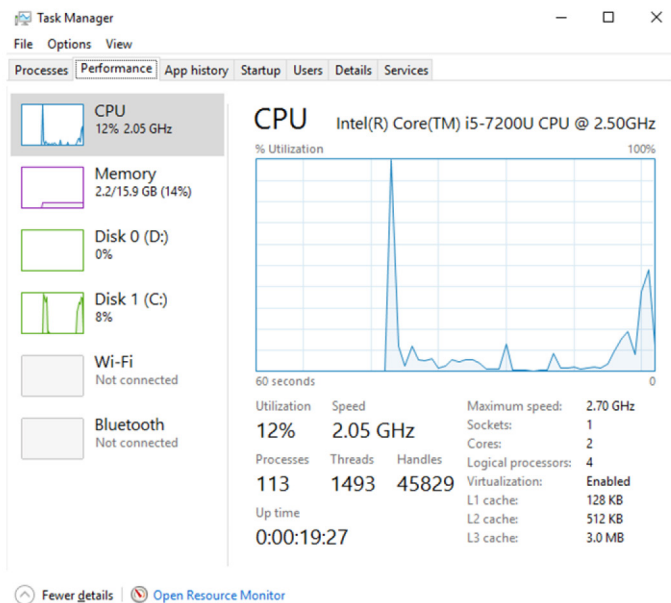 Task Manager
File Options View
Processes Performance App history Startup Users Details Services
CPU
12% 2.05 GHz
Memory
2.2/15.9 GB (14%)
Disk 0 (D:)
0%
Disk 1 (C:)
8%
Wi-Fi
Not connected
Bluetooth
Not connected
CPU Intel(R) Core(TM) i5-7200U CPU @ 2.50GHz
% Utilization 100%
60 seconds 0
Utilization Speed
12% 2.05 GHz
Processes Threads Handles
113 1493 45829
Up time
0:00:19:27
Maximum speed: 2.70 GHz
Sockets: 1
Cores: 2
Logical processors: 4
Virtualization: Enabled
L1 cache: 128 KB
L2 cache: 512 KB
L3 cache: 3.0 MB
Fewer details Open Resource Monitor